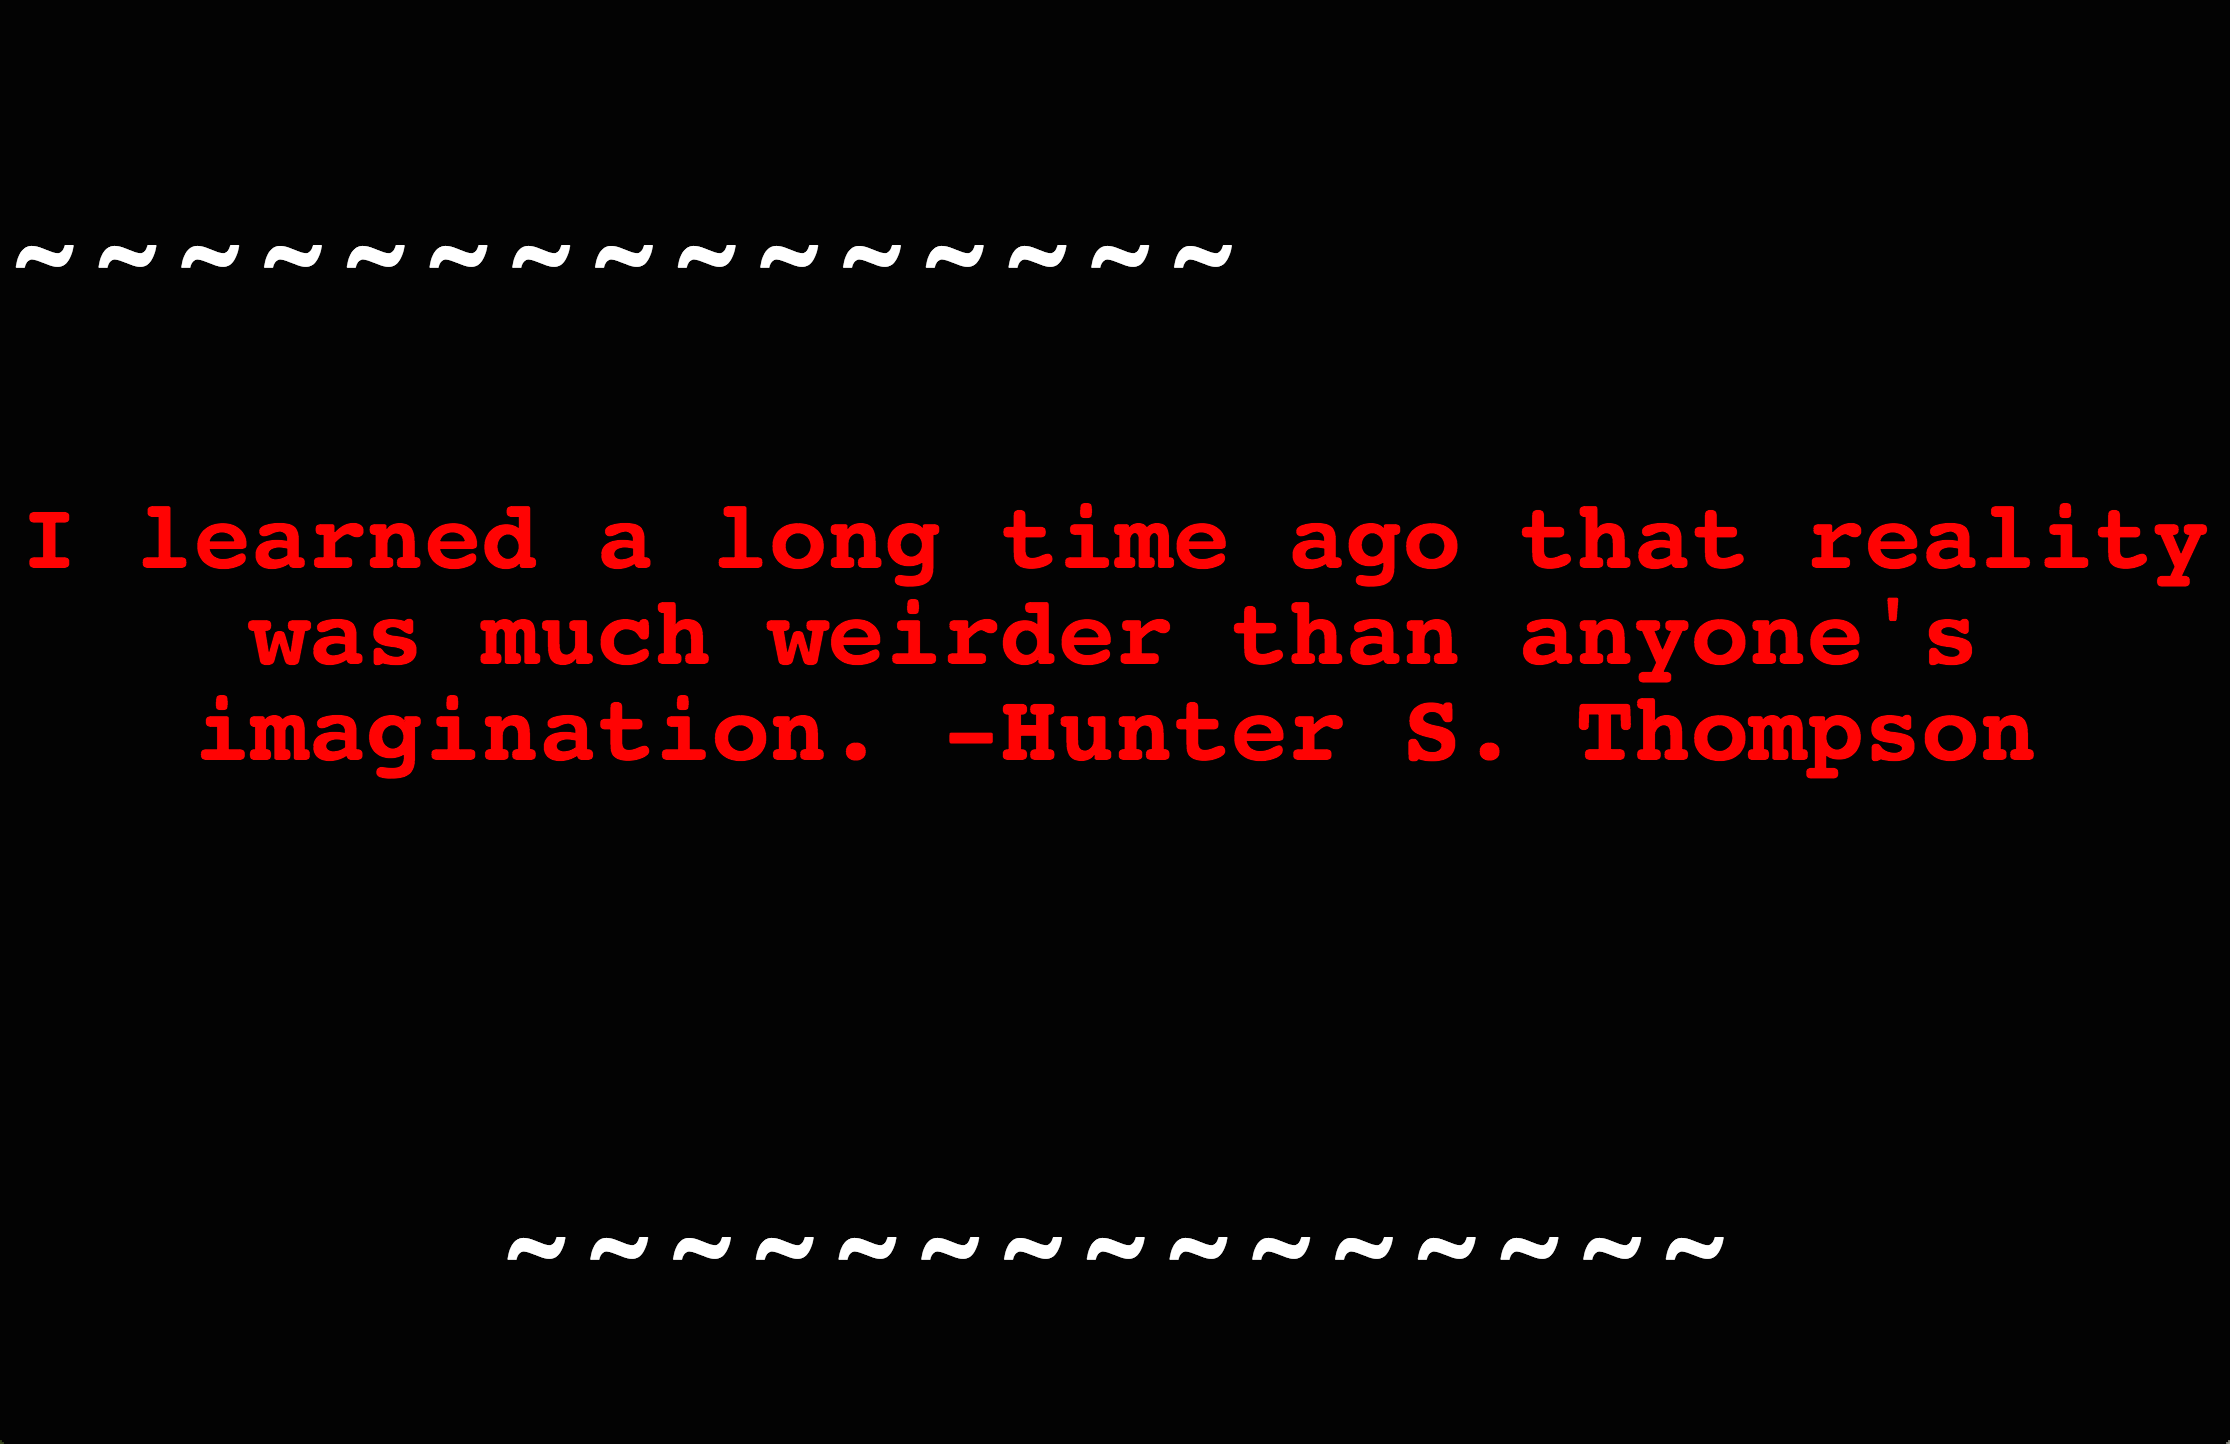 ~ ~ ~ ~ ~ ~ ~ ~ ~ ~ ~ ~ ~ ~ ~
I learned a long time ago that reality
was much weirder than anyone's
imagination. -Hunter S. Thompson
~ ~ ~ ~ ~ ~ ~ ~ ~ ~ ~ ~ ~ ~ ~